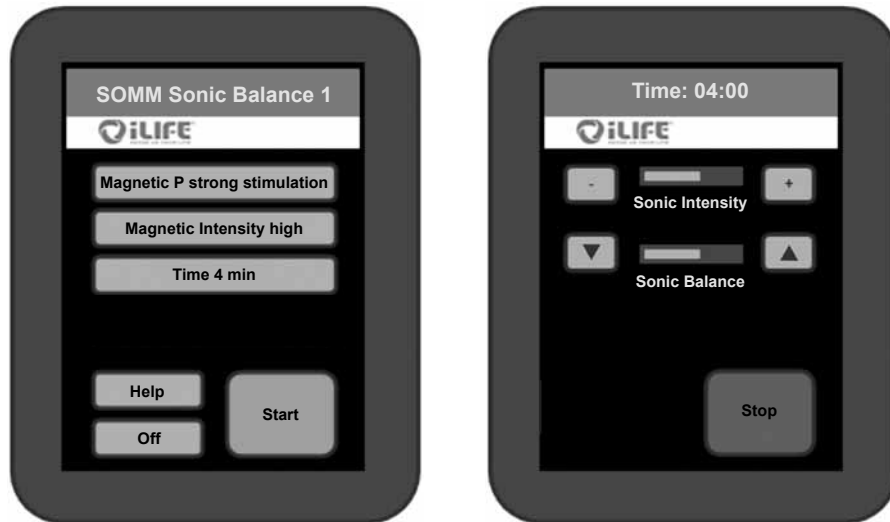 SOMM Sonic Balance 1
iLIFE
Magnetic P strong stimulation
Magnetic Intensity high
Time 4 min
Help
Off
Start
Time: 04:00
iLIFE
-
+
Sonic Intensity
▼
▲
Sonic Balance
Stop